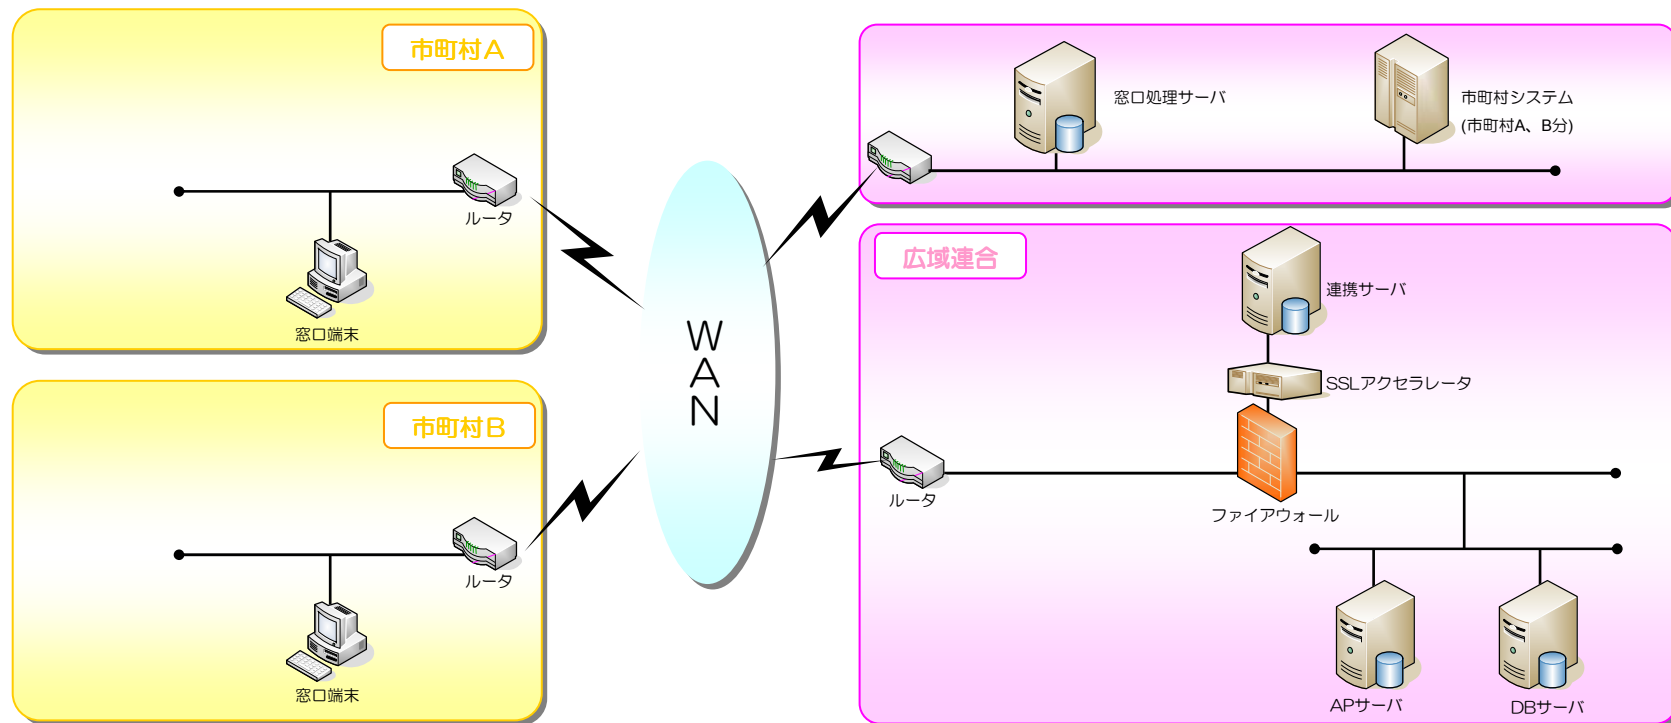 市町村A
ルータ
窓口端末
市町村B
ルータ
窓口端末
W
A
N
窓口処理サーバ
市町村システム
(市町村A、B分)
広域連合
連携サーバ
SSLアクセラレータ
ルータ
ファイアウォール
APサーバ
DBサーバ